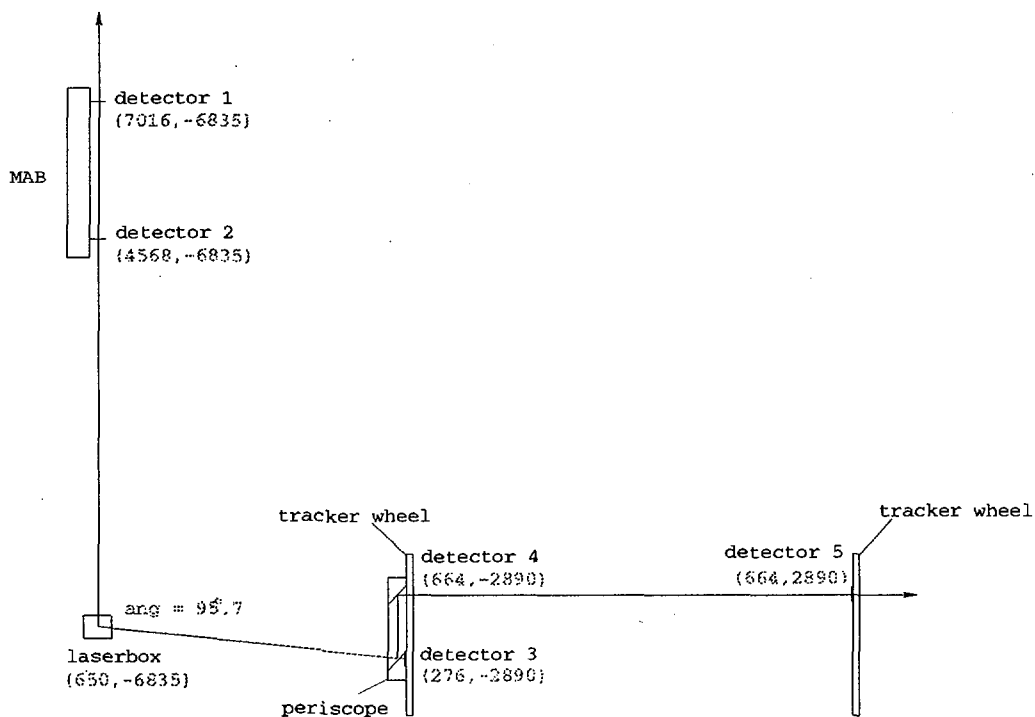 detector 1
(7016,-6835)
MAB
detector 2
(4568,-6835)
tracker wheel
tracker wheel
detector 4
(664,-2890)
detector 5
(664,2890)
ang = 95.7
laserbox
(650,-6835)
detector 3
(276,-2890)
periscope